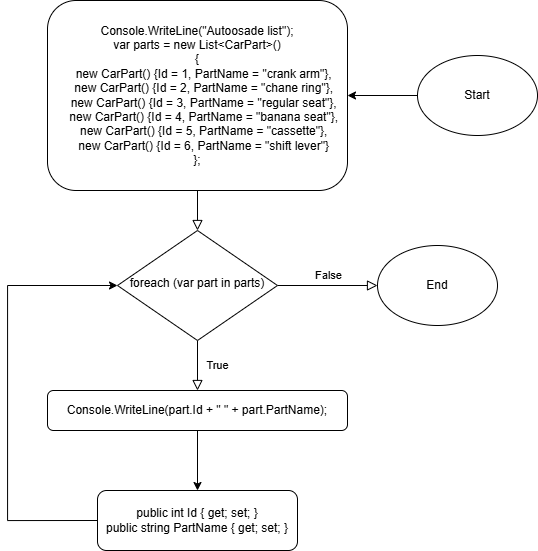 Console.WriteLine("Autoosade list");
var parts = new List<CarPart>()
{
new CarPart() {Id = 1, PartName = "crank arm"},
new CarPart() {Id = 2, PartName = "chane ring"},
new CarPart() {Id = 3, PartName = "regular seat"},
new CarPart() {Id = 4, PartName = "banana seat"},
new CarPart() {Id = 5, PartName = "cassette"},
new CarPart() {Id = 6, PartName = "shift lever"}
};
Start
foreach (var part in parts)
False
End
True
Console.WriteLine(part.Id + " " + part.PartName);
public int Id { get; set; }
public string PartName { get; set; }